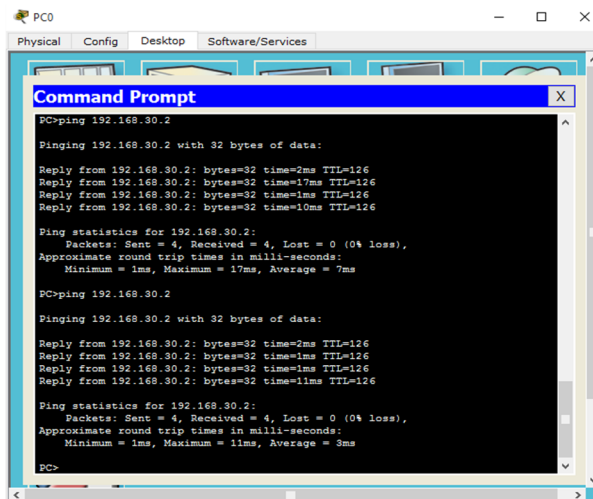 PC0
Physical Config Desktop Software/Services
Command Prompt
X
PC>ping 192.168.30.2
Pinging 192.168.30.2 with 32 bytes of data:
Reply from 192.168.30.2: bytes=32 time=2ms TTL=126
Reply from 192.168.30.2: bytes=32 time=17ms TTL=126
Reply from 192.168.30.2: bytes=32 time=1ms TTL=126
Reply from 192.168.30.2: bytes=32 time=10ms TTL=126
Ping statistics for 192.168.30.2:
Packets: Sent = 4, Received = 4, Lost = 0 (0% loss),
Approximate round trip times in milli-seconds:
Minimum = 1ms, Maximum = 17ms, Average = 7ms
PC>ping 192.168.30.2
Pinging 192.168.30.2 with 32 bytes of data:
Reply from 192.168.30.2: bytes=32 time=2ms TTL=126
Reply from 192.168.30.2: bytes=32 time=1ms TTL=126
Reply from 192.168.30.2: bytes=32 time=1ms TTL=126
Reply from 192.168.30.2: bytes=32 time=11ms TTL=126
Ping statistics for 192.168.30.2:
Packets: Sent = 4, Received = 4, Lost = 0 (0% loss),
Approximate round trip times in milli-seconds:
Minimum = 1ms, Maximum = 11ms, Average = 3ms
PC>